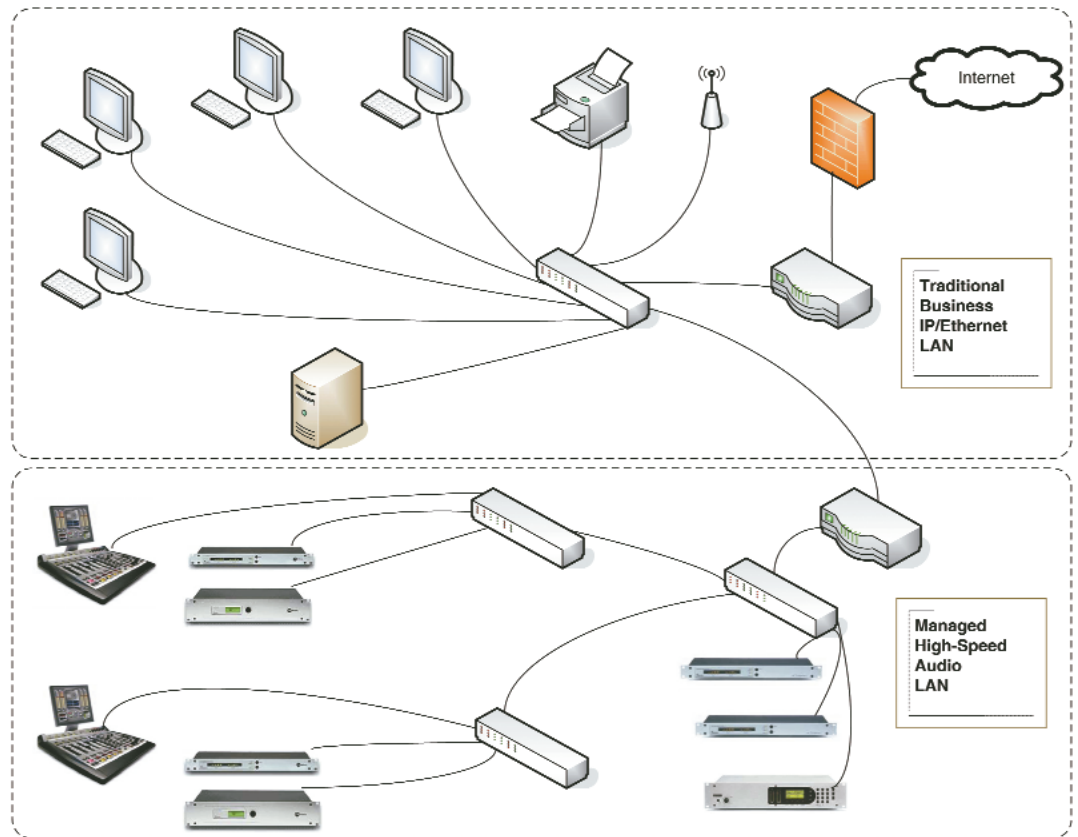 Internet
Traditional
Business
IP/Ethernet
LAN
Managed
High-Speed
Audio
LAN